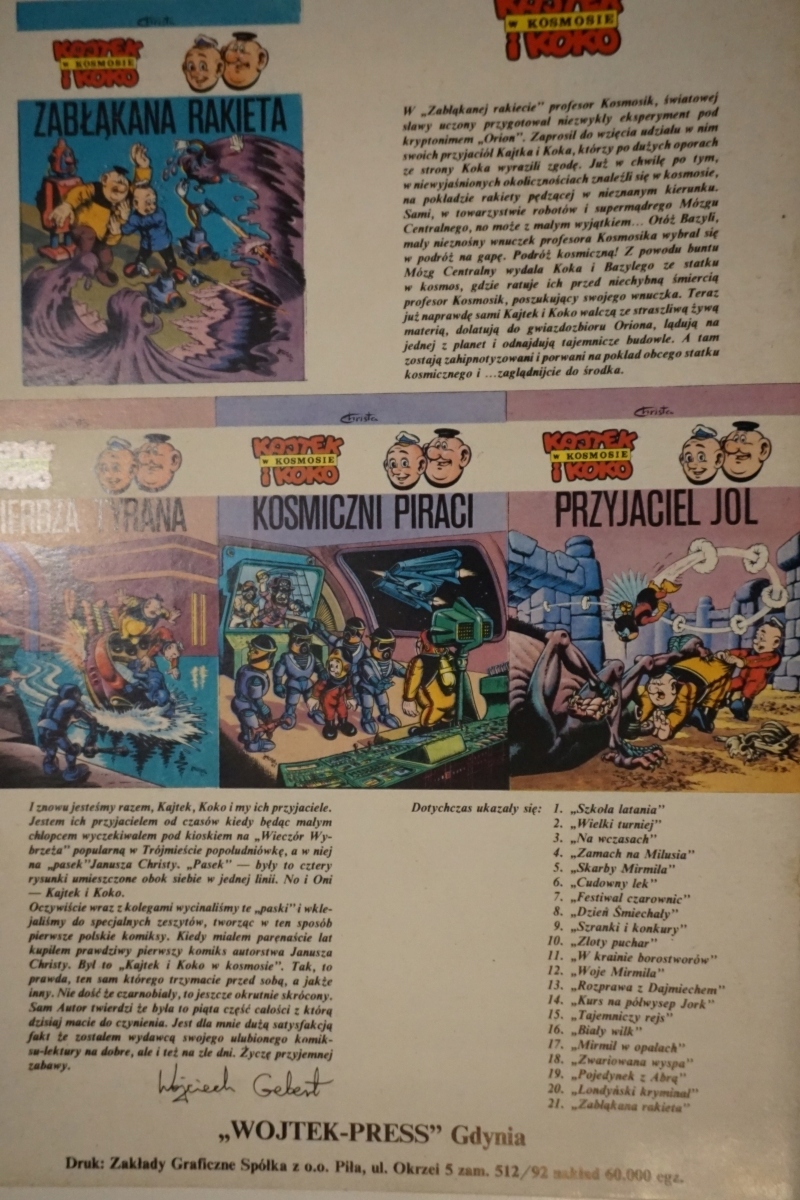 Christa
KAJTEK
w KOSMOSIE
I KOKO
ZABŁĄKANA RAKIETA
KAJTEK
w KOSMOSIE
I KOKO
W „Zabłąkanej rakiecie" profesor Kosmosik, światowej
sławy uczony przygotował niezwykły eksperyment pod
kryptonimem „Orion". Zaprosił do wzięcia udziału w nim
swoich przyjaciół Kajtka i Koka, którzy po dużych oporach
ze strony Koka wyrazili zgodę. Już w chwilę po tym,
w niewyjaśnionych okolicznościach znaleźli się w kosmosie,
na pokładzie rakiety pędzącej w nieznanym kierunku.
Sami, w towarzystwie robotów i supermądrego Mózgu
Centralnego, no może z małym wyjątkiem... Otóż Bazyli,
mały nieznośny wnuczek profesora Kosmosika wybrał się
w podróż na gapę. Podróż kosmiczną! Z powodu buntu
Mózg Centralny wydala Koka i Bazylego ze statku
w kosmos, gdzie ratuje ich przed niechybną śmiercią
profesor Kosmosik, poszukujący swojego wnuczka. Teraz
już naprawdę sami Kajtek i Koko walczą ze straszliwą żywą
materią, dolatują do gwiazdozbioru Oriona, lądują na
jednej z planet i odnajdują tajemnicze budowle. A tam
zostają zahipnotyzowani i porwani na pokład obcego statku
kosmicznego i ...zaglądnijcie do środka.
TYRANA
Christa
KAJTEK
w KOSMOSIE
I KOKO
KOSMICZNI PIRACI
Christa
KAJTEK
w KOSMOSIE
I KOKO
PRZYJACIEL JOL
I znowu jesteśmy razem, Kajtek, Koko i my ich przyjaciele.
Jestem ich przyjacielem od czasów kiedy będąc małym
chłopcem wyczekiwałem pod kioskiem na „Wieczór Wy-
brzeża" popularną w Trójmieście popołudniówkę, a w niej
na „pasek"Janusza Christy. „Pasek" — były to cztery
rysunki umieszczone obok siebie w jednej linii. No i Oni
— Kajtek i Koko.
Oczywiście wraz z kolegami wycinaliśmy te „paski" i wkle-
jaliśmy do specjalnych zeszytów, tworząc w ten sposób
pierwsze polskie komiksy. Kiedy miałem paręnaście lat
kupiłem prawdziwy pierwszy komiks autorstwa Janusza
Christy. Był to „Kajtek i Koko w kosmosie". Tak, to
prawda, ten sam którego trzymacie przed sobą, a jakże
inny. Nie dość że czarnobiały, to jeszcze okrutnie skrócony.
Sam Autor twierdzi że była to piąta część całości z którą
dzisiaj macie do czynienia. Jest dla mnie dużą satysfakcją
fakt że zostałem wydawcą swojego ulubionego komik-
su-lektury na dobre, ale i też na złe dni. Życzę przyjemnej
zabawy.
Wojciech Gebert
Dotychczas ukazały się: 1. „Szkoła latania"
2. „Wielki turniej"
3. „Na wczasach"
4. „Zamach na Milusia"
5. „Skarby Mirmiła"
6. „Cudowny lek"
7. „Festiwal czarownic"
8. „Dzień Śmiechały"
9. „Szranki i konkury"
10. „Złoty puchar"
11. „W krainie borostworów"
12. „Woje Mirmiła"
13. „Rozprawa z Dajmiechem"
14. „Kurs na półwysep Jork"
15. „Tajemniczy rejs"
16. „Biały wilk"
17. „Mirmił w opałach"
18. „Zwariowana wyspa"
19. „Pojedynek z Abrą"
20. „Londyński kryminał"
21. „Zabłąkana rakieta"
„WOJTEK-PRESS" Gdynia
Druk: Zakłady Graficzne Spółka z o.o. Piła, ul. Okrzei 5 zam. 512/92 nakład 60.000 egz.